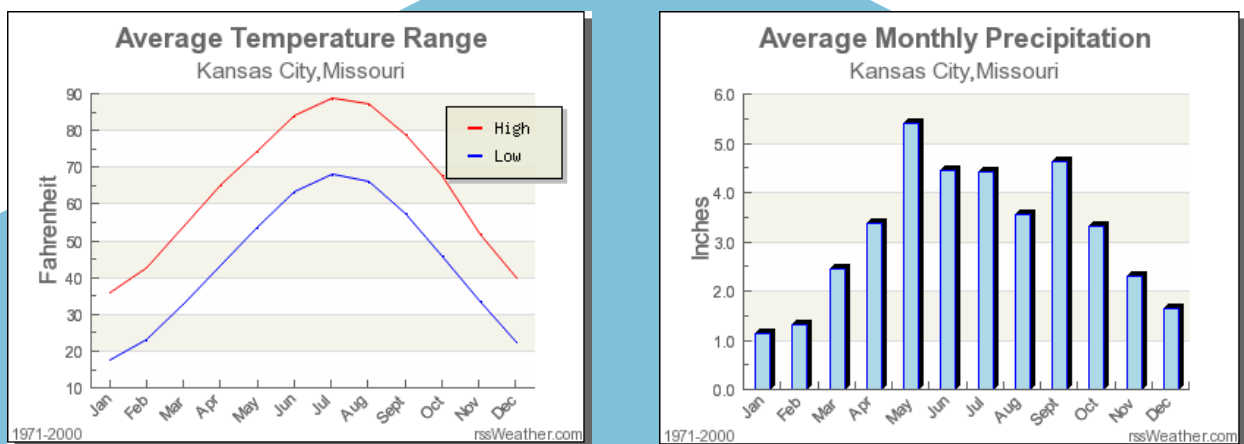 Average Temperature Range
Kansas City,Missouri
90
80
70
60
50
40
30
20
10
Fahrenheit
High
Low
Jan Feb Mar Apr May Jun Jul Aug Sept Oct Nov Dec
1971-2000 rssWeather.com
Average Monthly Precipitation
Kansas City,Missouri
6.0
5.0
4.0
3.0
2.0
1.0
0.0
Inches
Jan Feb Mar Apr May Jun Jul Aug Sept Oct Nov Dec
1971-2000 rssWeather.com